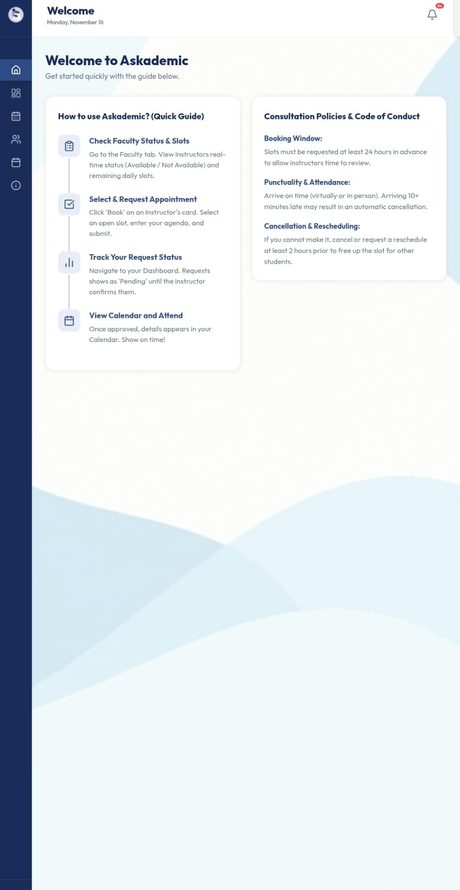 Welcome
Monday, November 16
9+
Welcome to Askademic
Get started quickly with the guide below.
How to use Askademic? (Quick Guide)
Check Faculty Status & Slots
Go to the Faculty tab. View instructors real-
time status (Available / Not Available) and
remaining daily slots.
Select & Request Appointment
Click 'Book' on an Instructor's card. Select
an open slot, enter your agenda, and
submit.
Track Your Request Status
Navigate to your Dashboard. Requests
shows as 'Pending' until the instructor
confirms them.
View Calendar and Attend
Once approved, details appears in your
Calendar. Show on time!
Consultation Policies & Code of Conduct
Booking Window:
Slots must be requested at least 24 hours in advance
to allow instructors time to review.
Punctuality & Attendance:
Arrive on time (virtually or in person). Arriving 10+
minutes late may result in an automatic cancellation.
Cancellation & Rescheduling:
If you cannot make it, cancel or request a reschedule
at least 2 hours prior to free up the slot for other
students.